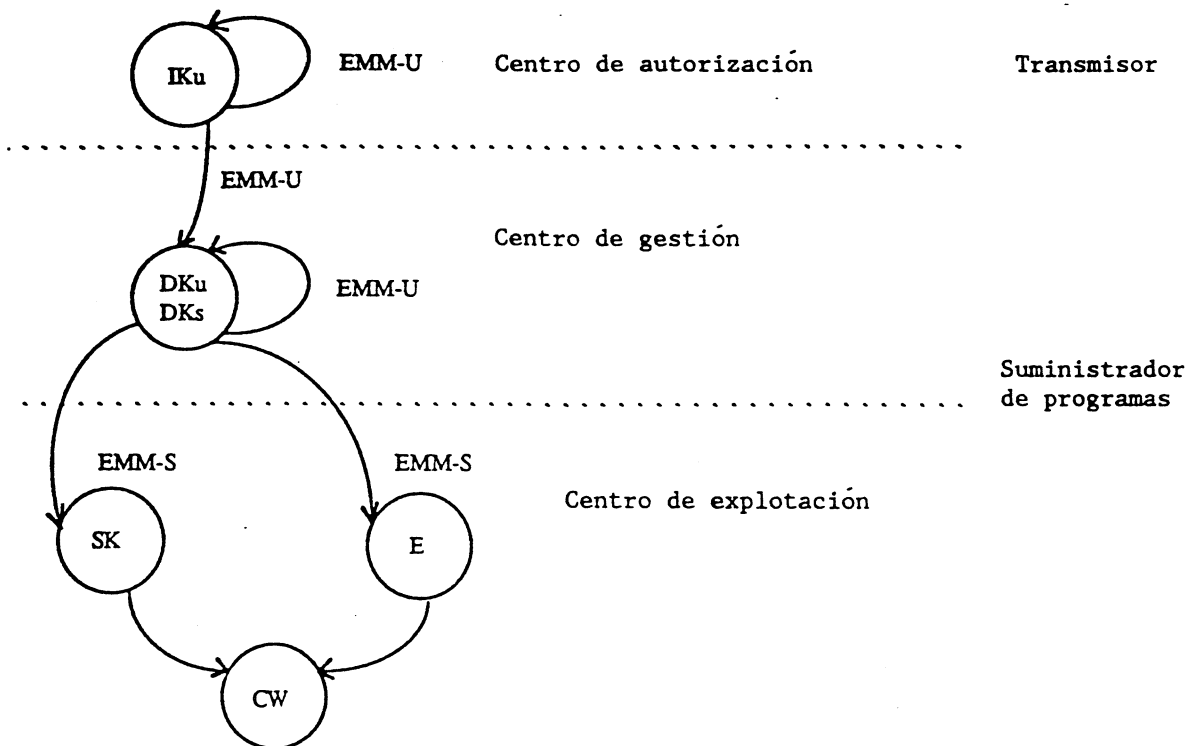 IKu
EMM-U
Centro de autorización
Transmisor
EMM-U
Centro de gestión
DKu
DKs
EMM-U
Suministrador
de programas
EMM-S
EMM-S
Centro de explotación
SK
E
CW